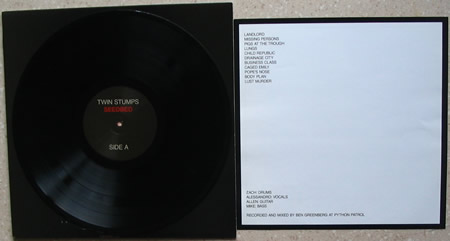 TWIN STUMPS
SEEDBED
SIDE A
LANDLORD
MISSING PERSONS
PIGS AT THE TROUGH
LUNGS
CHILD REPUBLIC
DRAINAGE CITY
BUSINESS CLASS
CAGED EMILY
POPE'S NOSE
BODY PLAN
LUST MURDER
ZACH: DRUMS
ALESSANDRO: VOCALS
ALLEN: GUITAR
MIKE: BASS
RECORDED AND MIXED BY BEN GREENBERG AT PYTHON PATROL